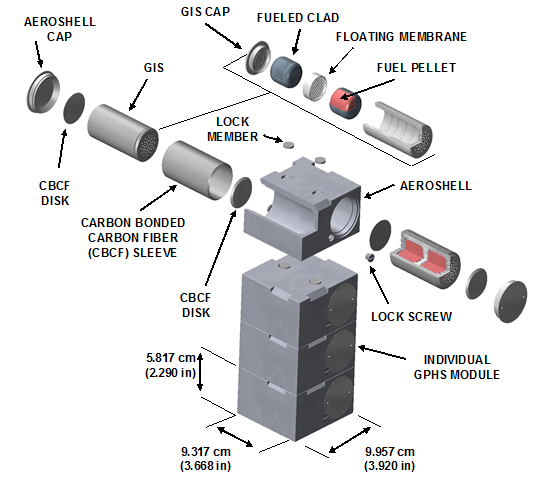 AEROSHELL
CAP
GIS
GIS CAP
FUELED CLAD
FLOATING MEMBRANE
FUEL PELLET
LOCK
MEMBER
CBCF
DISK
CARBON BONDED
CARBON FIBER
(CBCF) SLEEVE
AEROSHELL
CBCF
DISK
LOCK SCREW
5.817 cm
(2.290 in)
INDIVIDUAL
GPHS MODULE
9.317 cm
(3.668 in)
9.957 cm
(3.920 in)